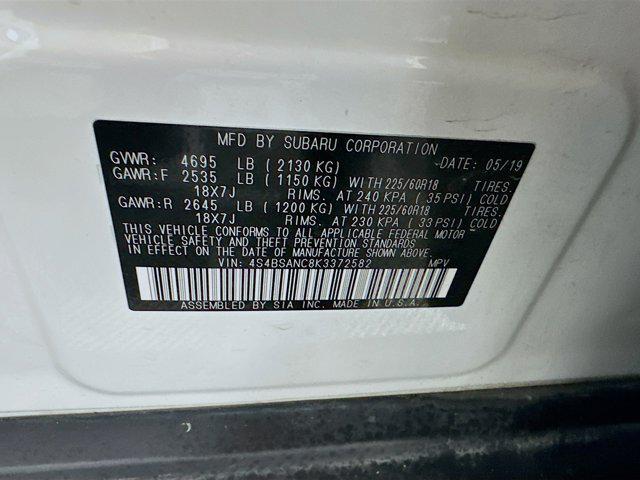 MFD BY SUBARU CORPORATION
GVWR: 4695 LB ( 2130 KG) DATE: 05/19
GAWR:F 2535 LB ( 1150 KG) WITH 225/60R18 TIRES.
18X7J RIMS. AT 240 KPA ( 35 PSI) COLD
GAWR:R 2645 LB ( 1200 KG) WITH 225/60R18 TIRES.
18X7J RIMS. AT 230 KPA ( 33 PSI) COLD
THIS VEHICLE CONFORMS TO ALL APPLICABLE FEDERAL MOTOR
VEHICLE SAFETY AND THEFT PREVENTION STANDARDS IN EFFECT
ON THE DATE OF MANUFACTURE SHOWN ABOVE.
VIN: 4S4BSANC8K3372582 MPV
ASSEMBLED BY SIA INC. MADE IN U.S.A.